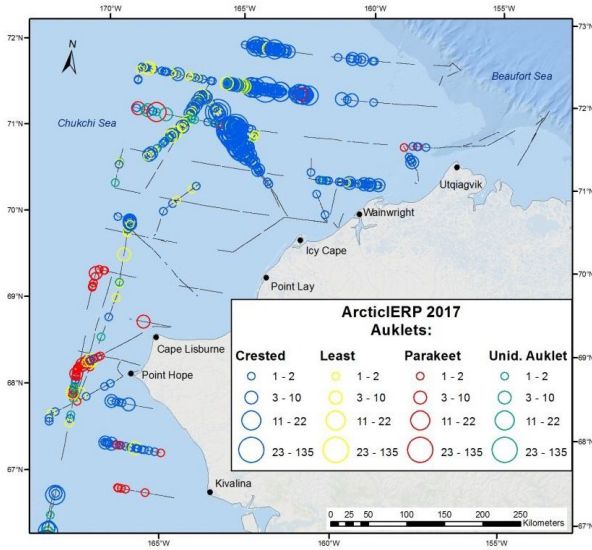 170°W 165°W 160°W 155°W
72°N
73°N
N
Beaufort Sea
72°N
71°N
Chukchi Sea
71°N
Utqiagvik
70°N
Wainwright
Icy Cape
70°N
Point Lay
69°N
ArcticIERP 2017
Auklets:
Cape Lisburne
69°N
Crested Least Parakeet Unid. Auklet
1 - 2 1 - 2 1 - 2 1 - 2
Point Hope
68°N
3 - 10 3 - 10 3 - 10 3 - 10
11 - 22 11 - 22 11 - 22 11 - 22
68°N
23 - 135 23 - 135 23 - 135 23 - 135
67°N
Kivalina
0 25 50 100 150 200 250
Kilometers
67°N
165°W 160°W 155°W